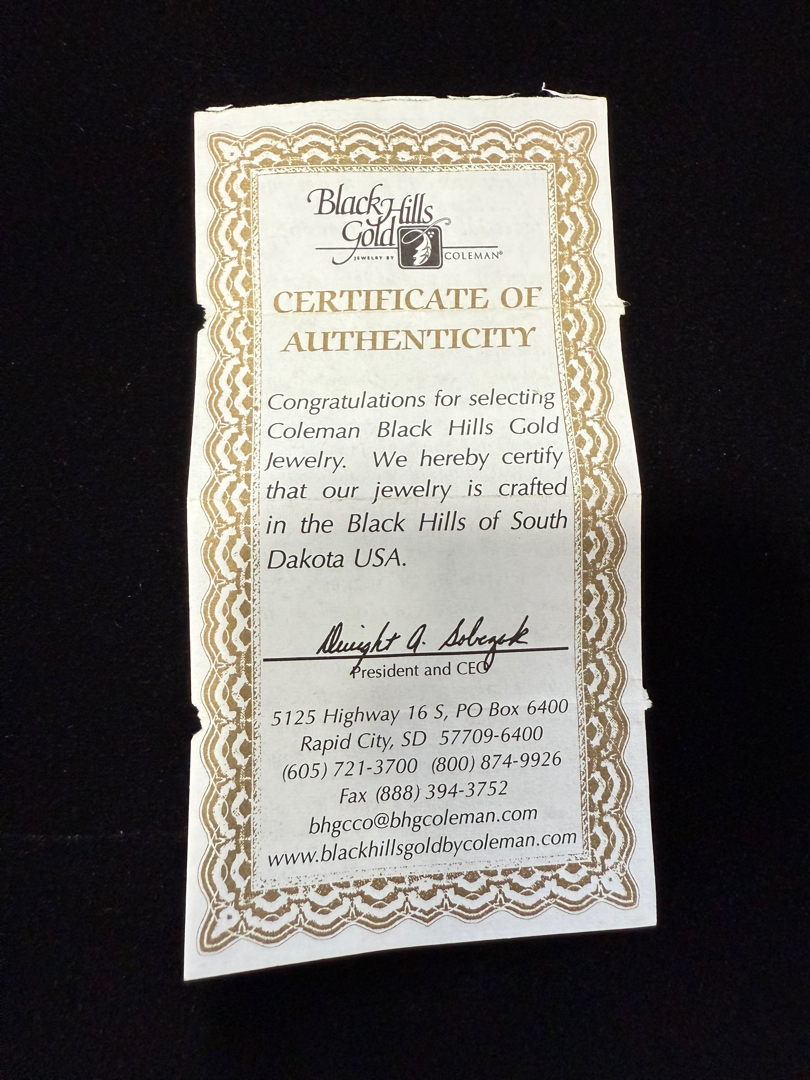 Black Hills
Gold
JEWELRY BY COLEMAN®
CERTIFICATE OF
AUTHENTICITY
Congratulations for selecting
Coleman Black Hills Gold
Jewelry. We hereby certify
that our jewelry is crafted
in the Black Hills of South
Dakota USA.
Dwight A. Sobczak
President and CEO
5125 Highway 16 S, PO Box 6400
Rapid City, SD 57709-6400
(605) 721-3700 (800) 874-9926
Fax (888) 394-3752
bhgcco@bhgcoleman.com
www.blackhillsgoldbycoleman.com